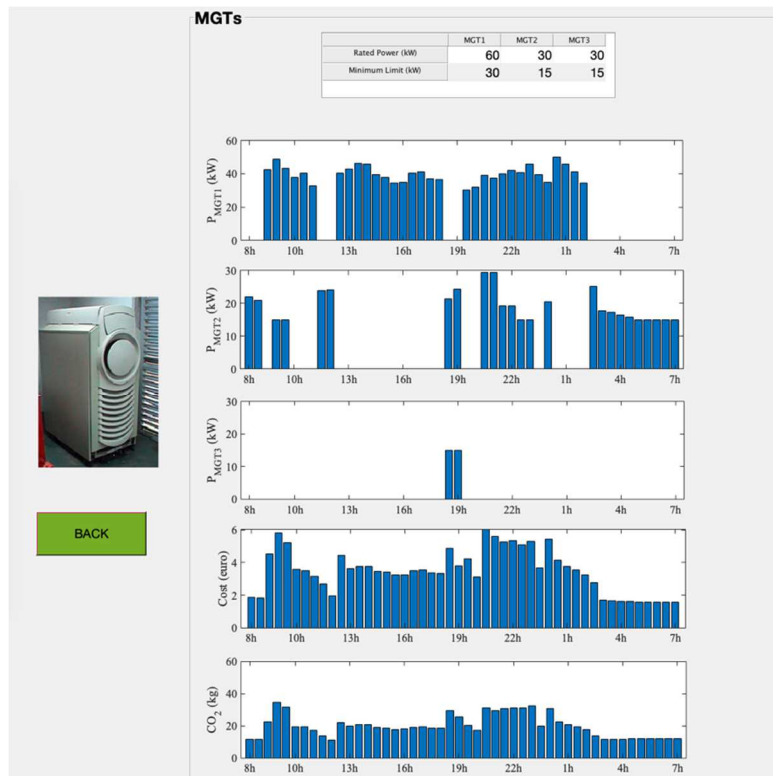 MGTs
MGT1 MGT2 MGT3
Rated Power (kW) 60 30 30
Minimum Limit (kW) 30 15 15
P_MGT1 (kW)
60
40
20
0
8h 10h 13h 16h 19h 22h 1h 4h 7h
P_MGT2 (kW)
30
20
10
0
8h 10h 13h 16h 19h 22h 1h 4h 7h
P_MGT3 (kW)
30
20
10
0
8h 10h 13h 16h 19h 22h 1h 4h 7h
BACK
Cost (euro)
6
4
2
0
8h 10h 13h 16h 19h 22h 1h 4h 7h
CO2 (kg)
60
40
20
0
8h 10h 13h 16h 19h 22h 1h 4h 7h